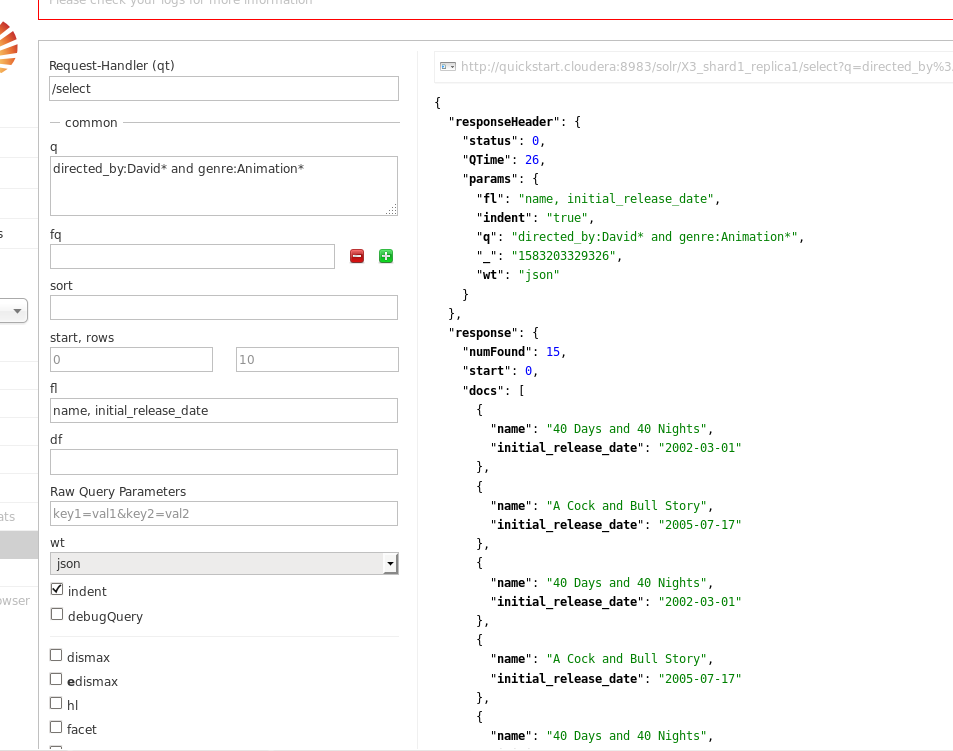 Please check your logs for more information
Request-Handler (qt)
/select
common
q
directed_by:David* and genre:Animation*
fq
sort
start, rows
0 10
fl
name, initial_release_date
df
Raw Query Parameters
key1=val1&key2=val2
wt
json
indent
debugQuery
dismax
edismax
hl
facet
s
ats
owser
http://quickstart.cloudera:8983/solr/X3_shard1_replica1/select?q=directed_by%3
{
"responseHeader": {
"status": 0,
"QTime": 26,
"params": {
"fl": "name, initial_release_date",
"indent": "true",
"q": "directed_by:David* and genre:Animation*",
"_": "1583203329326",
"wt": "json"
}
},
"response": {
"numFound": 15,
"start": 0,
"docs": [
{
"name": "40 Days and 40 Nights",
"initial_release_date": "2002-03-01"
},
{
"name": "A Cock and Bull Story",
"initial_release_date": "2005-07-17"
},
{
"name": "40 Days and 40 Nights",
"initial_release_date": "2002-03-01"
},
{
"name": "A Cock and Bull Story",
"initial_release_date": "2005-07-17"
},
{
"name": "40 Days and 40 Nights",